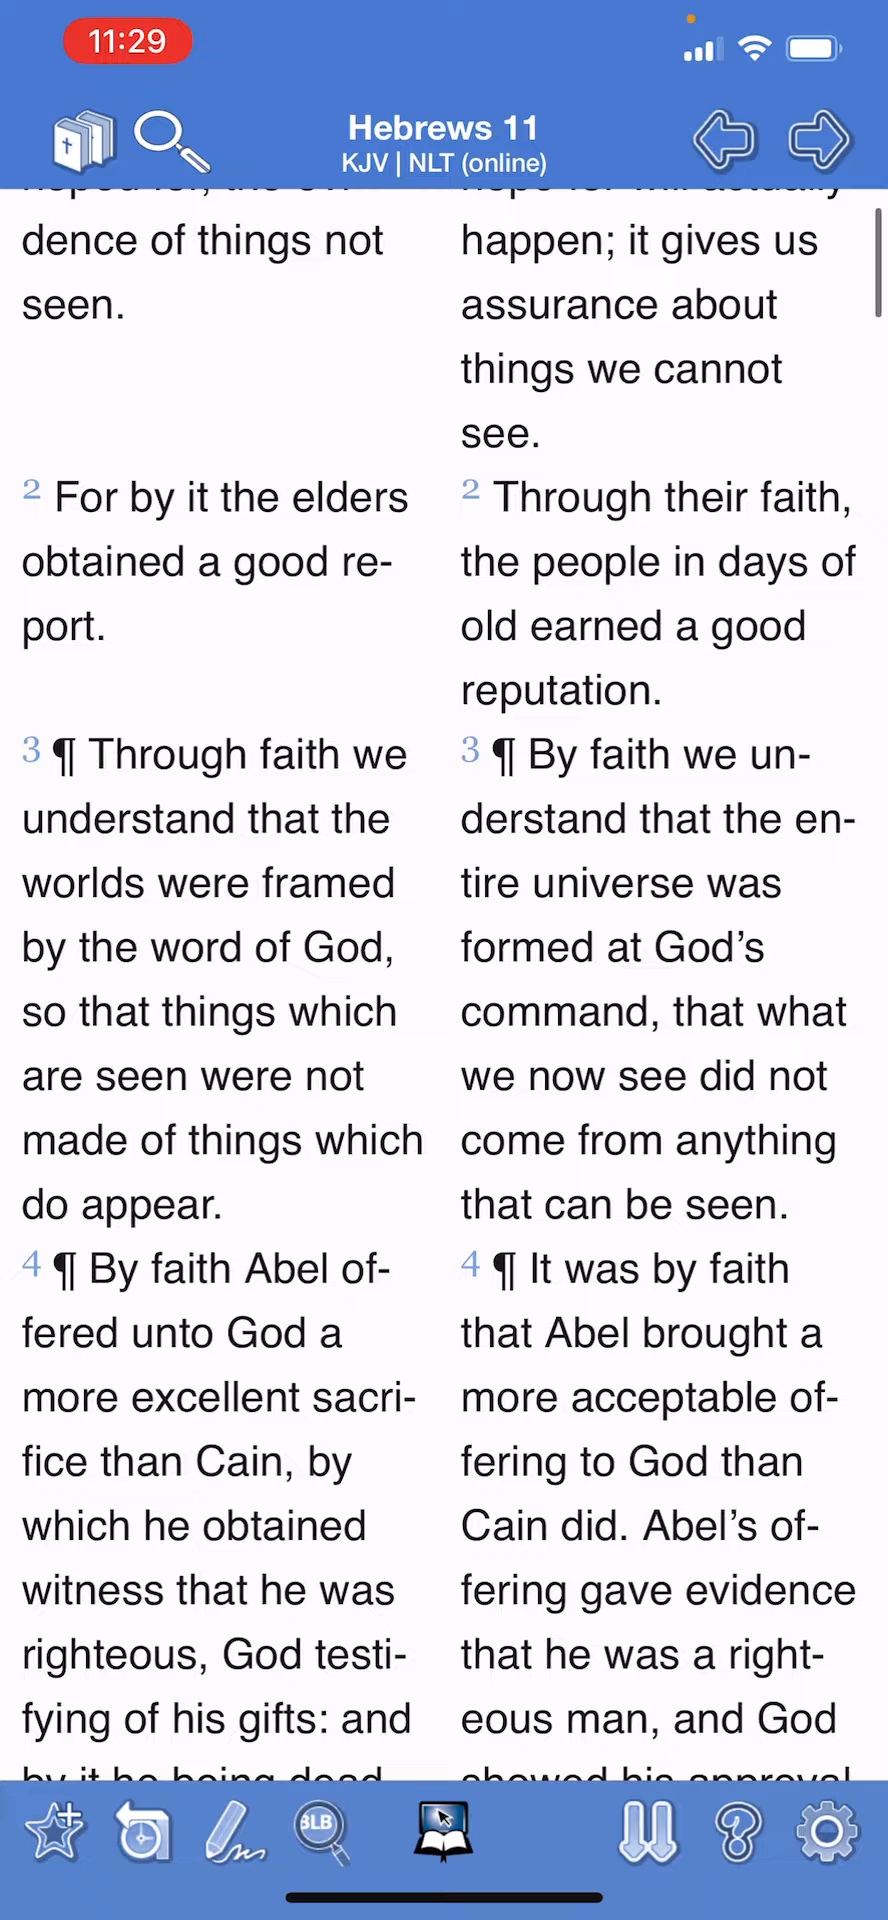 11:29
Hebrews 11
KJV | NLT (online)
dence of things not
seen.
2 For by it the elders
obtained a good re-
port.
3 ¶ Through faith we
understand that the
worlds were framed
by the word of God,
so that things which
are seen were not
made of things which
do appear.
4 ¶ By faith Abel of-
fered unto God a
more excellent sacri-
fice than Cain, by
which he obtained
witness that he was
righteous, God testi-
fying of his gifts: and
by it he being dead
happen; it gives us
assurance about
things we cannot
see.
2 Through their faith,
the people in days of
old earned a good
reputation.
3 ¶ By faith we un-
derstand that the en-
tire universe was
formed at God’s
command, that what
we now see did not
come from anything
that can be seen.
4 ¶ It was by faith
that Abel brought a
more acceptable of-
fering to God than
Cain did. Abel’s of-
fering gave evidence
that he was a right-
eous man, and God
showed his approval
BLB